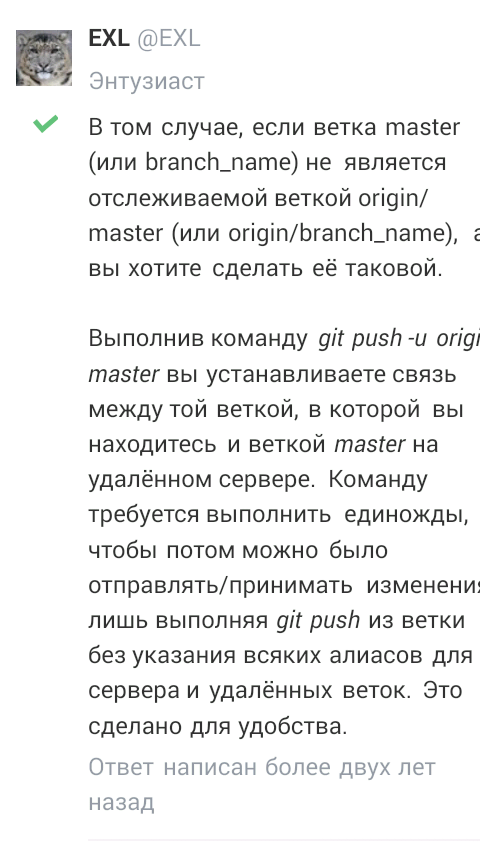 EXL @EXL
Энтузиаст
В том случае, если ветка master
(или branch_name) не является
отслеживаемой веткой origin/
master (или origin/branch_name), а
вы хотите сделать её таковой.
Выполнив команду git push -u origi
master вы устанавливаете связь
между той веткой, в которой вы
находитесь и веткой master на
удалённом сервере. Команду
требуется выполнить единожды,
чтобы потом можно было
отправлять/принимать изменения
лишь выполняя git push из ветки
без указания всяких алиасов для
сервера и удалённых веток. Это
сделано для удобства.
Ответ написан более двух лет
назад